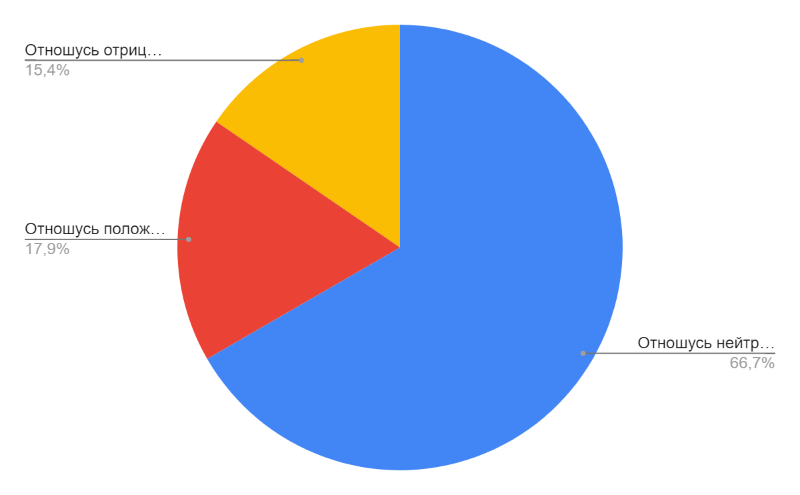 Отношусь отриц…
15,4%
Отношусь полож…
17,9%
Отношусь нейтр…
66,7%